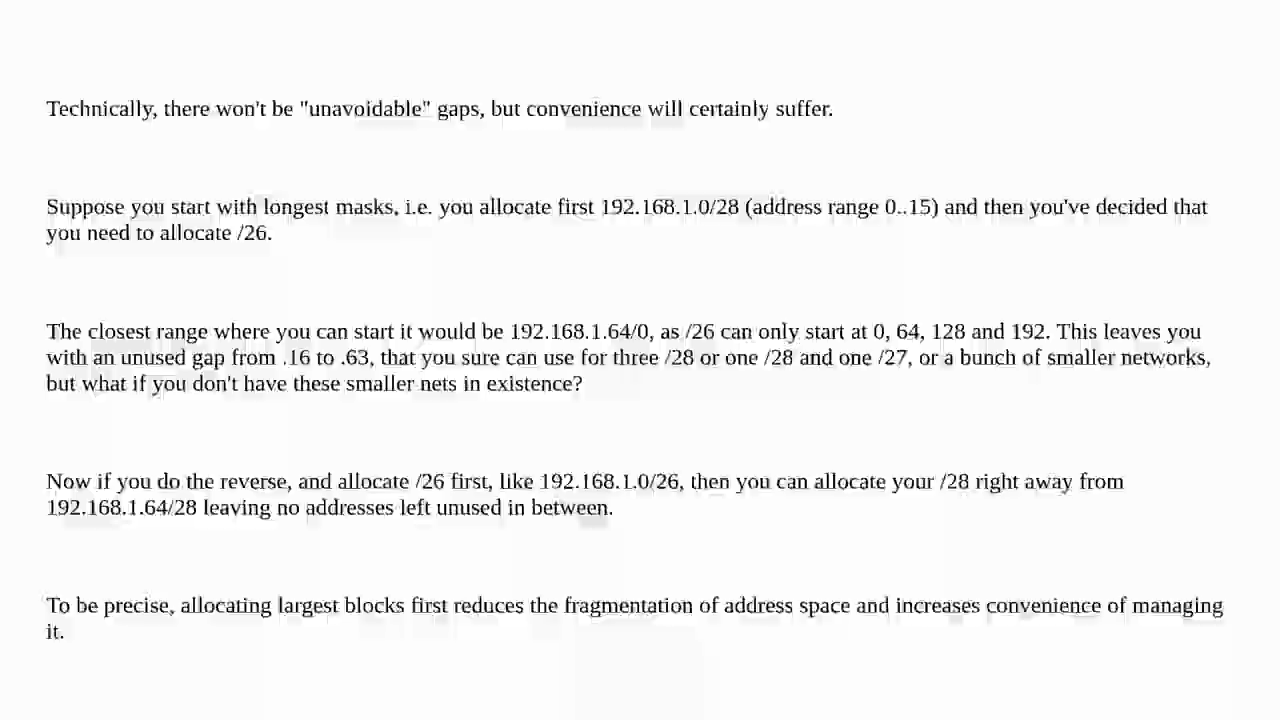 Technically, there won't be "unavoidable" gaps, but convenience will certainly suffer.
Suppose you start with longest masks, i.e. you allocate first 192.168.1.0/28 (address range 0..15) and then you've decided that
you need to allocate /26.
The closest range where you can start it would be 192.168.1.64/0, as /26 can only start at 0, 64, 128 and 192. This leaves you
with an unused gap from .16 to .63, that you sure can use for three /28 or one /28 and one /27, or a bunch of smaller networks,
but what if you don't have these smaller nets in existence?
Now if you do the reverse, and allocate /26 first, like 192.168.1.0/26, then you can allocate your /28 right away from
192.168.1.64/28 leaving no addresses left unused in between.
To be precise, allocating largest blocks first reduces the fragmentation of address space and increases convenience of managing
it.